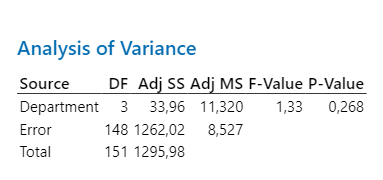 Analysis of Variance
Source DF Adj SS Adj MS F-Value P-Value
Department 3 33,96 11,320 1,33 0,268
Error 148 1262,02 8,527
Total 151 1295,98